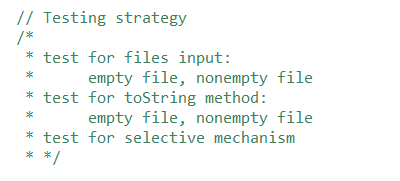 // Testing strategy
/*
 * test for files input:
 *      empty file, nonempty file
 * test for toString method:
 *      empty file, nonempty file
 * test for selective mechanism
 * */